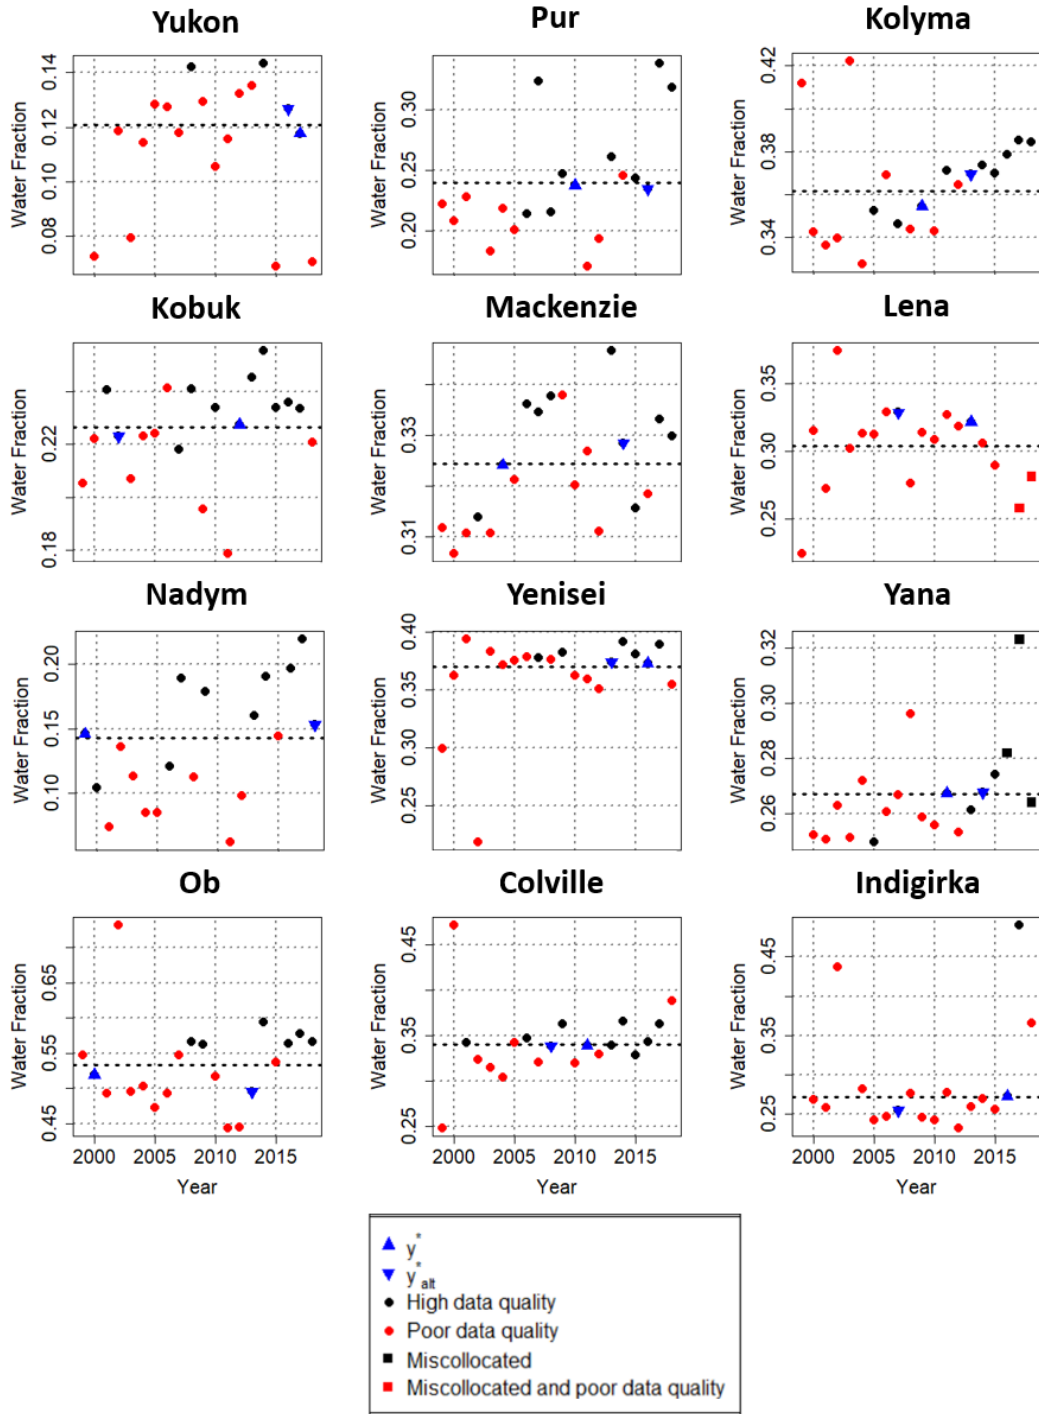 Yukon
Pur
Kolyma
Water Fraction
0.14
0.12
0.10
0.08
Water Fraction
0.30
0.25
0.20
Water Fraction
0.42
0.38
0.34
Kobuk
Mackenzie
Lena
Water Fraction
0.22
0.18
Water Fraction
0.33
0.31
Water Fraction
0.35
0.30
0.25
Nadym
Yenisei
Yana
Water Fraction
0.20
0.15
0.10
Water Fraction
0.40
0.35
0.30
0.25
Water Fraction
0.32
0.30
0.28
0.26
Ob
Colville
Indigirka
Water Fraction
0.65
0.55
0.45
Water Fraction
0.45
0.35
0.25
Water Fraction
0.45
0.35
0.25
2000 2005 2010 2015
2000 2005 2010 2015
2000 2005 2010 2015
Year
Year
Year
y*
y*alt
High data quality
Poor data quality
Miscollocated
Miscollocated and poor data quality